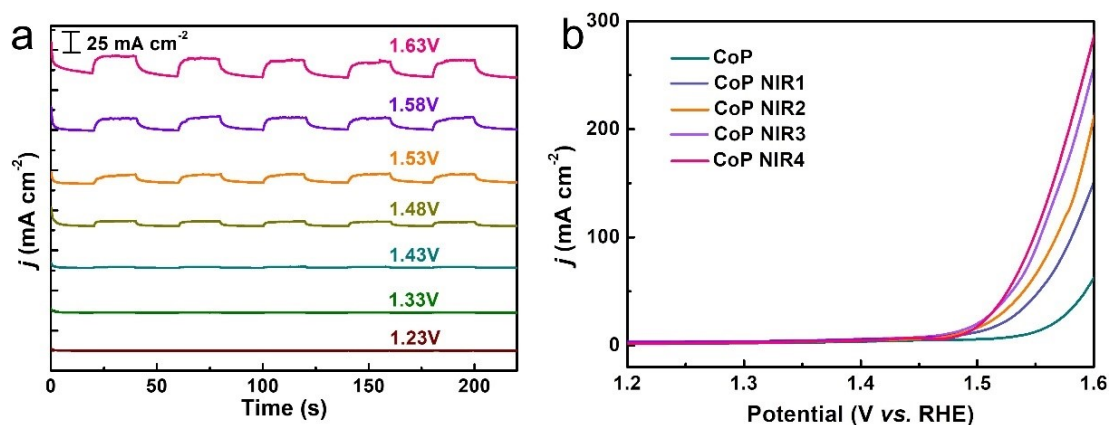 a
25 mA cm⁻²
1.63V
1.58V
1.53V
1.48V
1.43V
1.33V
1.23V
j (mA cm⁻²)
0 50 100 150 200
Time (s)
b
300
200
100
0
CoP
CoP NIR1
CoP NIR2
CoP NIR3
CoP NIR4
j (mA cm⁻²)
1.2 1.3 1.4 1.5 1.6
Potential (V vs. RHE)